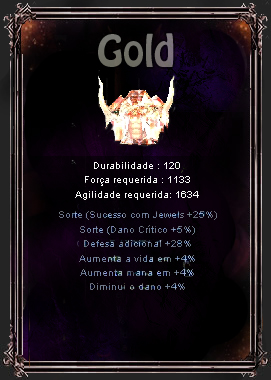 Gold
Durabilidade : 120
Força requerida : 1133
Agilidade requerida: 1634
Sorte (Sucesso com Jewels +25%)
Sorte (Dano Critico +5%)
Defesa adicional +28%
Aumenta a vida em +4%
Aumenta mana em +4%
Diminui o dano +4%